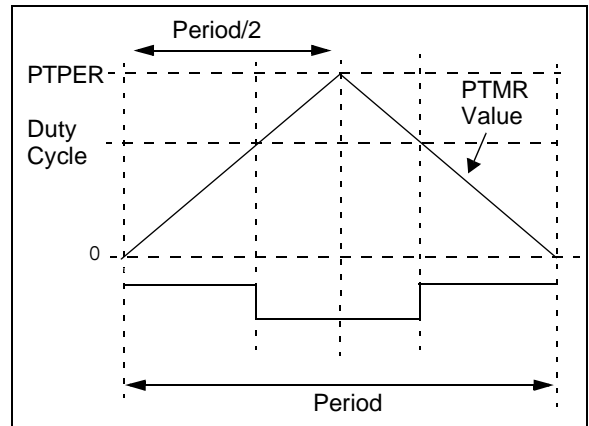 Period/2
PTPER
PTMR
Value
Duty
Cycle
0
Period